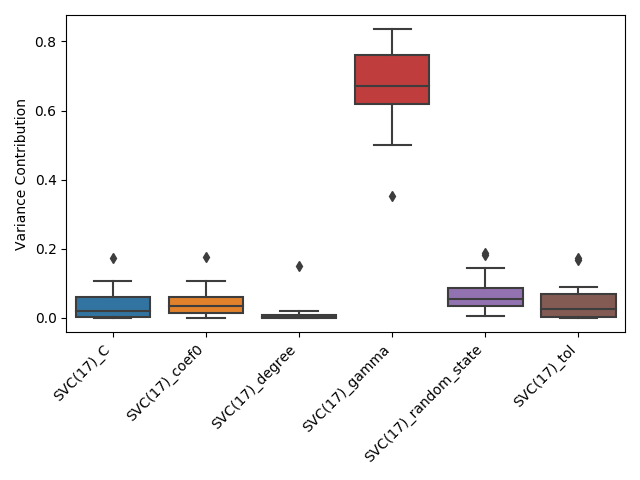 Variance Contribution
0.8
0.6
0.4
0.2
0.0
SVC(17)_C
SVC(17)_coef0
SVC(17)_degree
SVC(17)_gamma
SVC(17)_random_state
SVC(17)_tol